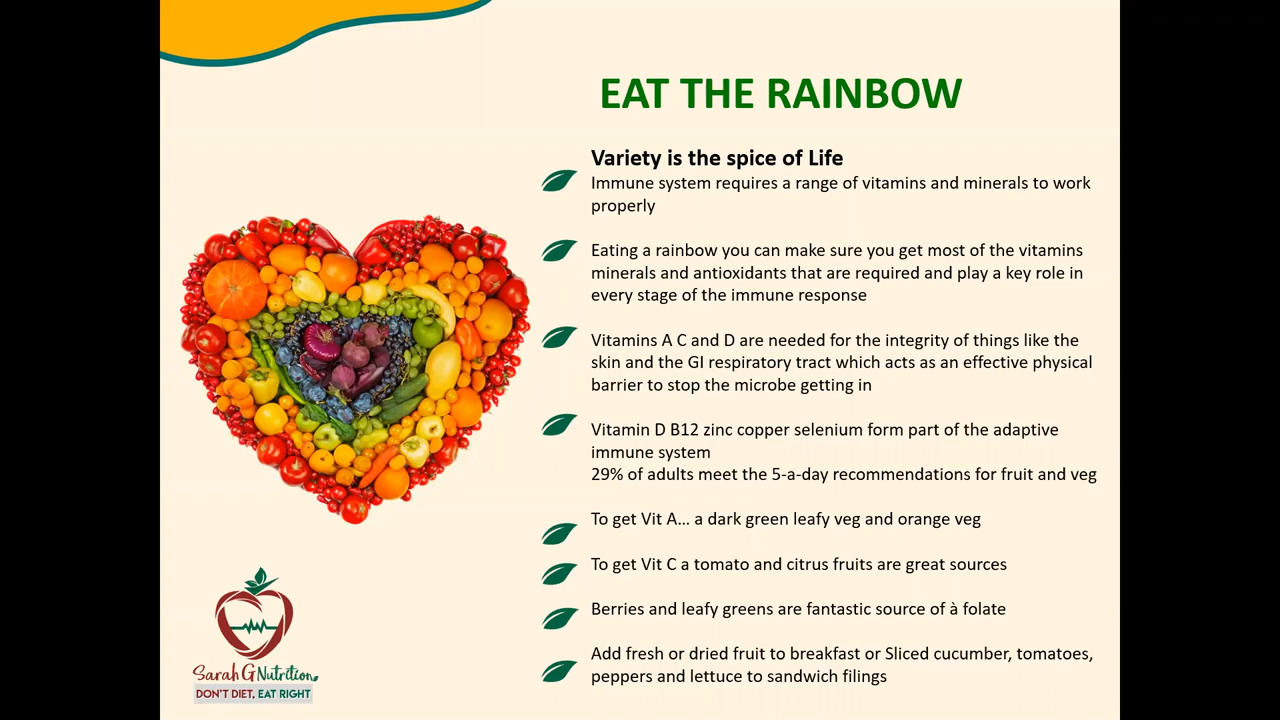 EAT THE RAINBOW
Variety is the spice of Life
Immune system requires a range of vitamins and minerals to work
properly
Eating a rainbow you can make sure you get most of the vitamins
minerals and antioxidants that are required and play a key role in
every stage of the immune response
Vitamins A C and D are needed for the integrity of things like the
skin and the GI respiratory tract which acts as an effective physical
barrier to stop the microbe getting in
Vitamin D B12 zinc copper selenium form part of the adaptive
immune system
29% of adults meet the 5-a-day recommendations for fruit and veg
To get Vit A... a dark green leafy veg and orange veg
To get Vit C a tomato and citrus fruits are great sources
Berries and leafy greens are fantastic source of à folate
Add fresh or dried fruit to breakfast or Sliced cucumber, tomatoes,
peppers and lettuce to sandwich filings
Sarah G Nutrition
DON'T DIET, EAT RIGHT